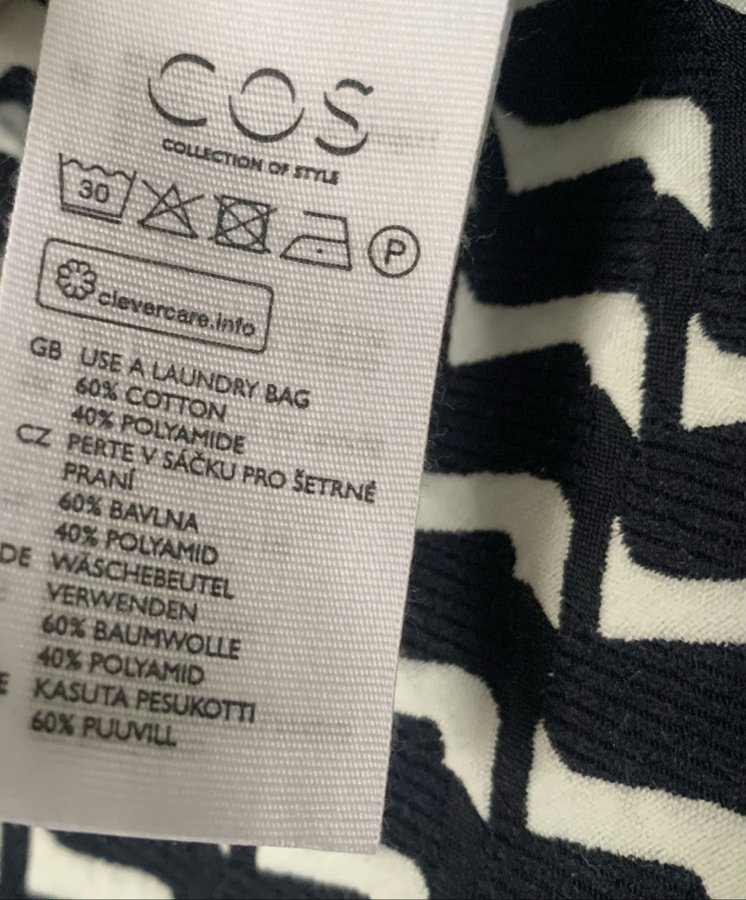 COS
COLLECTION OF STYLE
30
P
clevercare.info
GB USE A LAUNDRY BAG
60% COTTON
40% POLYAMIDE
CZ PERTE V SÁČKU PRO ŠETRNÉ
PRANÍ
60% BAVLNA
40% POLYAMID
DE WÄSCHEBEUTEL
VERWENDEN
60% BAUMWOLLE
40% POLYAMID
KASUTA PESUKOTTI
60% PUUVILL